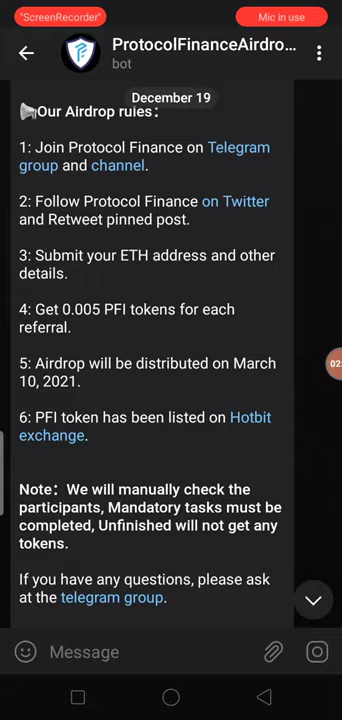 "ScreenRecorder"
Mic in use
ProtocolFinanceAirdro...
bot
December 19
Our Airdrop rules:
1: Join Protocol Finance on Telegram
group and channel.
2: Follow Protocol Finance on Twitter
and Retweet pinned post.
3: Submit your ETH address and other
details.
4: Get 0.005 PFI tokens for each
referral.
5: Airdrop will be distributed on March
10, 2021.
6: PFI token has been listed on Hotbit
exchange.
Note: We will manually check the
participants, Mandatory tasks must be
completed, Unfinished will not get any
tokens.
If you have any questions, please ask
at the telegram group.
Message